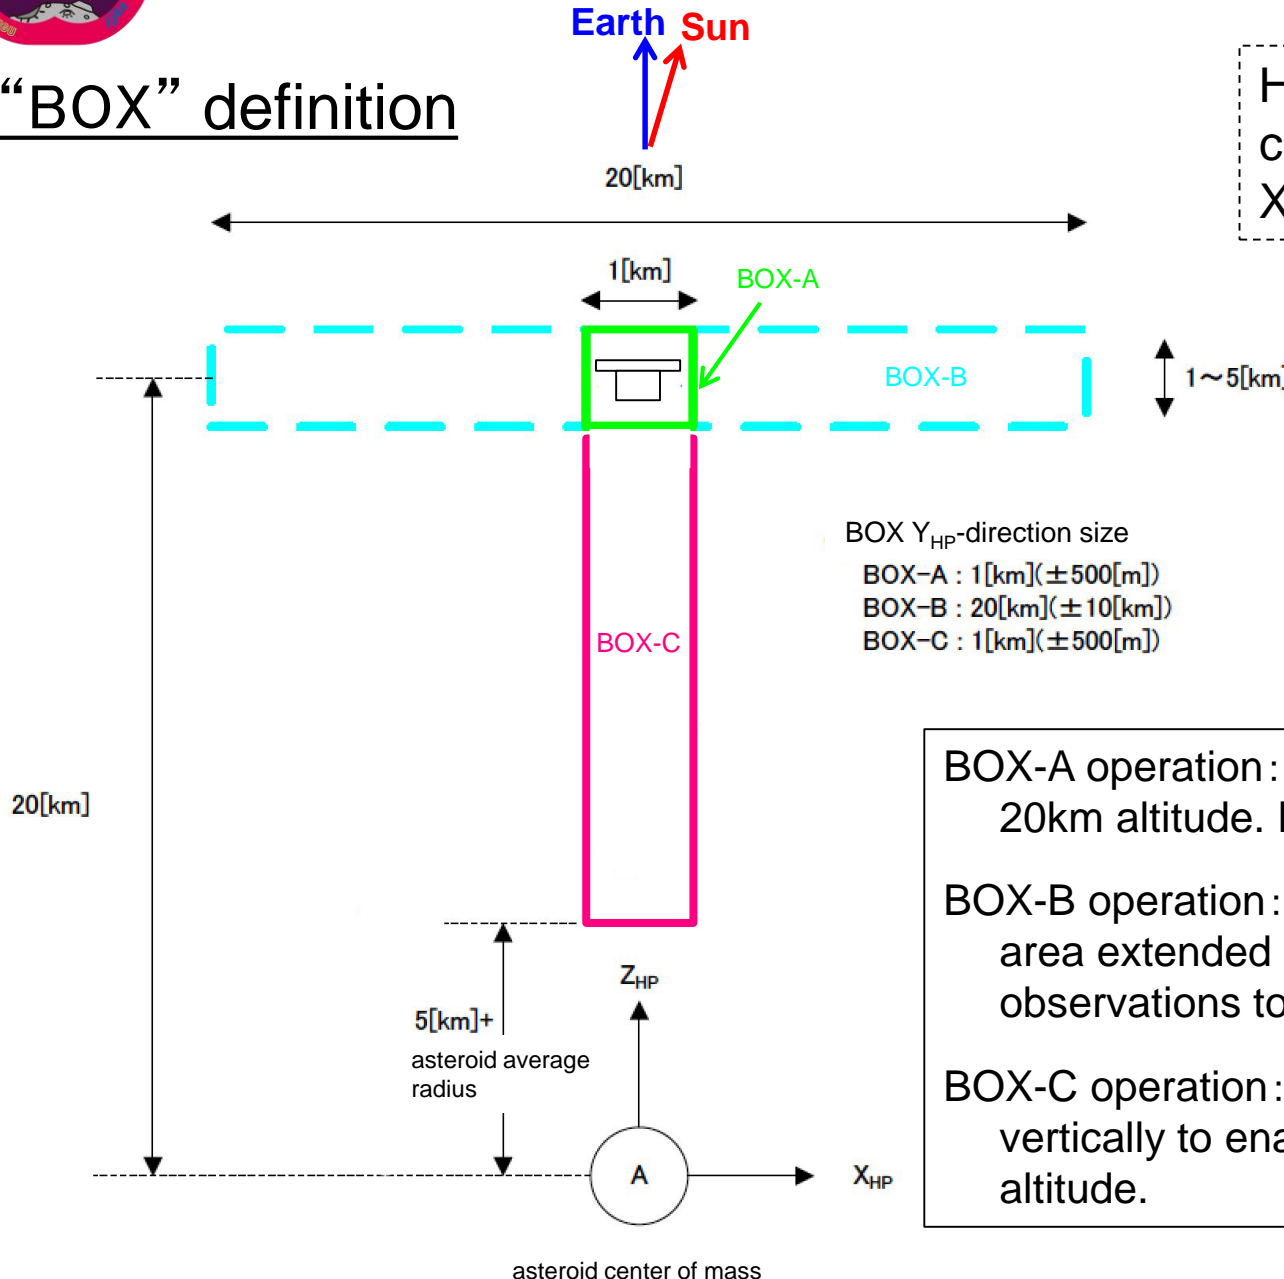 Earth Sun
“BOX” definition
20[km]
1[km]
BOX-A
BOX-B
1～5[km]
BOX Y_HP-direction size
BOX-A : 1[km](±500[m])
BOX-B : 20[km](±10[km])
BOX-C : 1[km](±500[m])
BOX-C
20[km]
BOX-A operation：
20km altitude.
BOX-B operation：
area extended
observations to
BOX-C operation：
vertically to
altitude.
Z_HP
5[km]+
asteroid average
radius
A
X_HP
asteroid center of mass